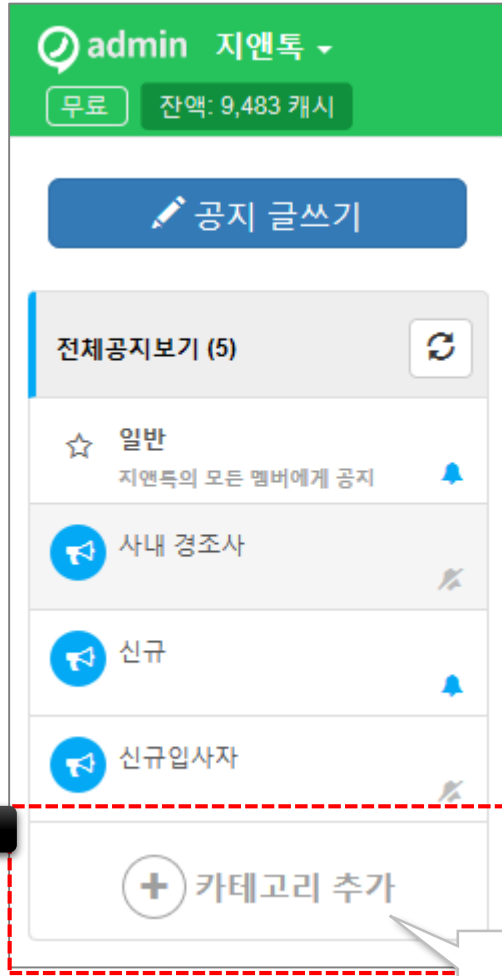 admin 지앤톡
무료 잔액: 9,483 캐시
공지 글쓰기
전체공지보기 (5)
일반
지앤톡의 모든 멤버에게 공지
사내 경조사
신규
신규입사자
카테고리 추가